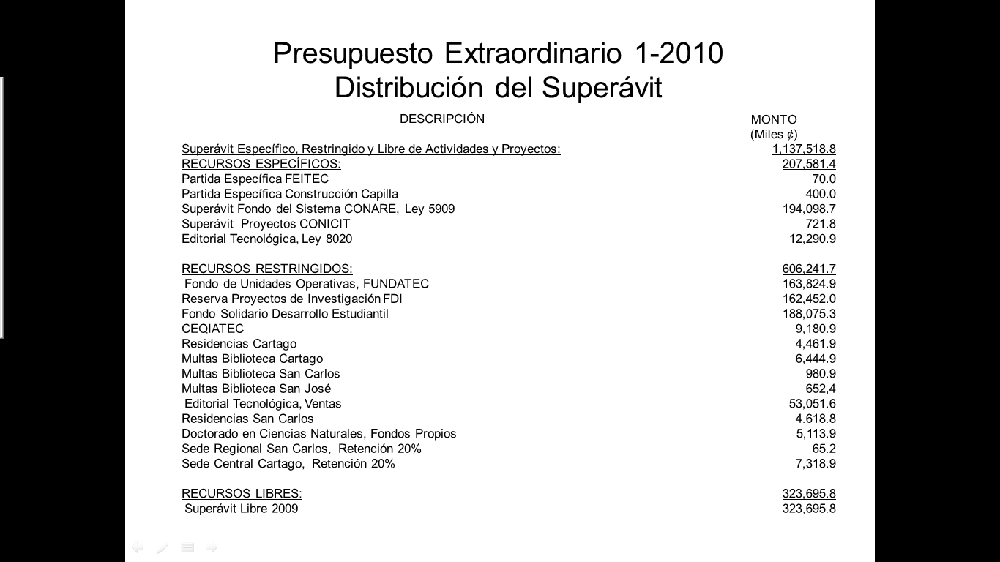 Presupuesto Extraordinario 1-2010
Distribución del Superávit
DESCRIPCIÓN MONTO
(Miles ¢)
Superávit Específico, Restringido y Libre de Actividades y Proyectos: 1,137,518.8
RECURSOS ESPECÍFICOS: 207,581.4
Partida Específica FEITEC 70.0
Partida Específica Construcción Capilla 400.0
Superávit Fondo del Sistema CONARE, Ley 5909 194,098.7
Superávit Proyectos CONICIT 721.8
Editorial Tecnológica, Ley 8020 12,290.9
RECURSOS RESTRINGIDOS: 606,241.7
Fondo de Unidades Operativas, FUNDATEC 163,824.9
Reserva Proyectos de Investigación FDI 162,452.0
Fondo Solidario Desarrollo Estudiantil 188,075.3
CEQIATEC 9,180.9
Residencias Cartago 4,461.9
Multas Biblioteca Cartago 6,444.9
Multas Biblioteca San Carlos 980.9
Multas Biblioteca San José 652,4
Editorial Tecnológica, Ventas 53,051.6
Residencias San Carlos 4.618.8
Doctorado en Ciencias Naturales, Fondos Propios 5,113.9
Sede Regional San Carlos, Retención 20% 65.2
Sede Central Cartago, Retención 20% 7,318.9
RECURSOS LIBRES: 323,695.8
Superávit Libre 2009 323,695.8